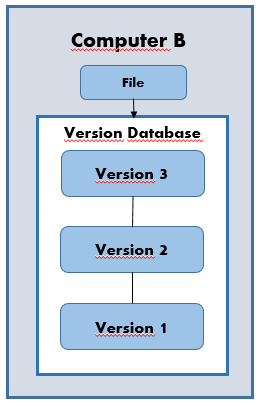 Computer B
File
Version Database
Version 3
Version 2
Version 1